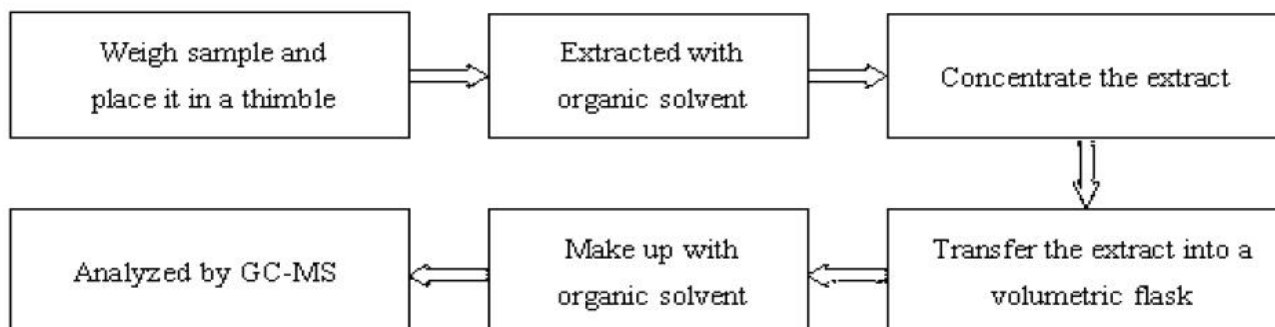 Weigh sample and
place it in a thimble
Extracted with
organic solvent
Concentrate the extract
Transfer the extract into a
volumetric flask
Make up with
organic solvent
Analyzed by GC-MS